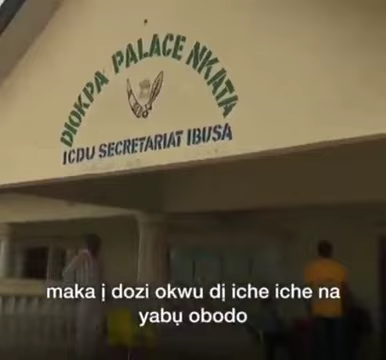 DIOKPA PALACE NKATA
ICDU SECRETARIAT IBUSA
maka ị dozi okwu dị iche iche na
yabụ obodo